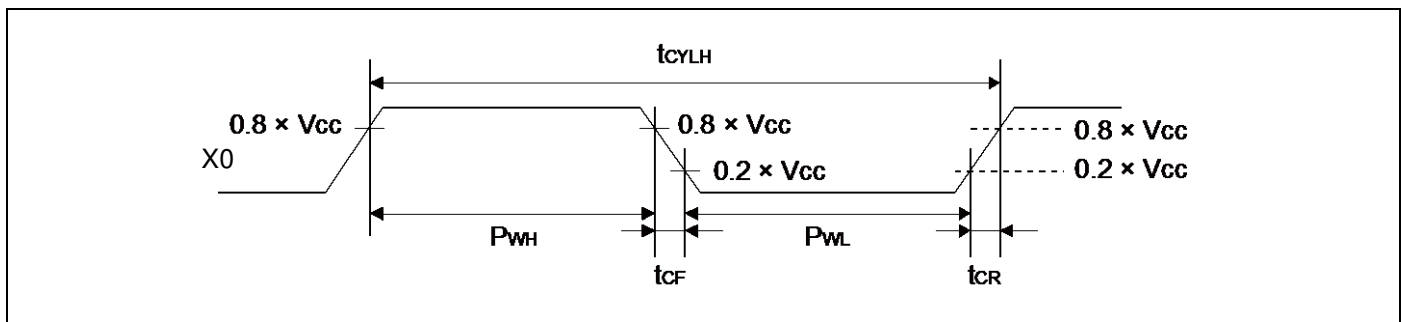 tCYLH
0.8 × Vcc
0.8 × Vcc
0.8 × Vcc
X0
0.2 × Vcc
0.2 × Vcc
PWH
PWL
tCF
tCR